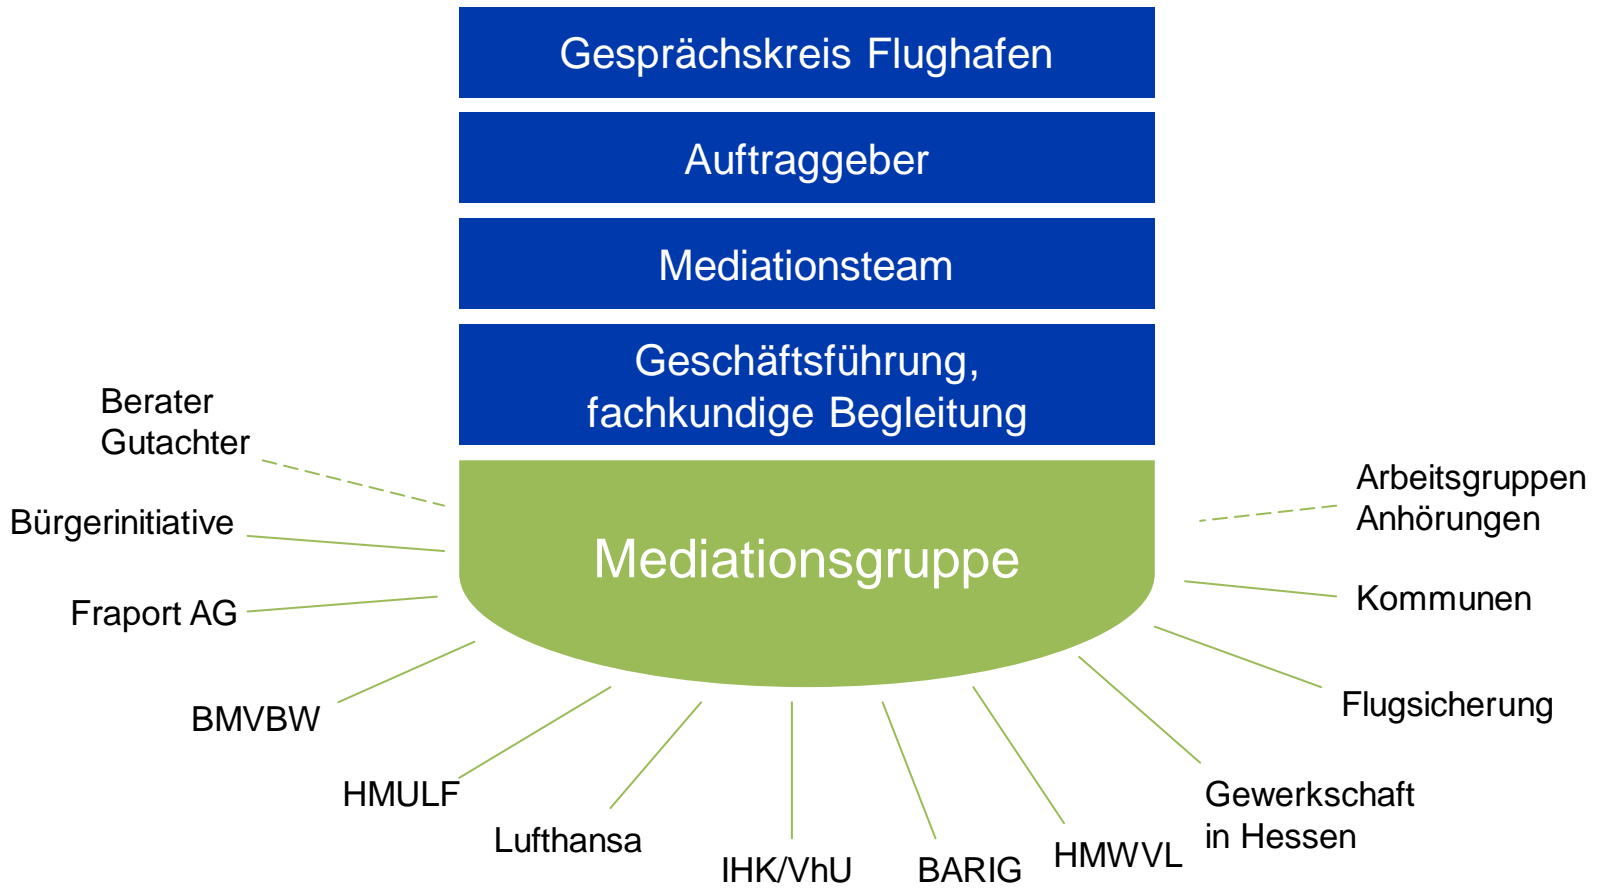 Gesprächskreis Flughafen
Auftraggeber
Mediationsteam
Geschäftsführung,
fachkundige Begleitung
Mediationsgruppe
Berater
Gutachter
Bürgerinitiative
Fraport AG
BMVBW
HMULF
Lufthansa
IHK/VhU
BARIG
HMWVL
Gewerkschaft
in Hessen
Flugsicherung
Kommunen
Arbeitsgruppen
Anhörungen